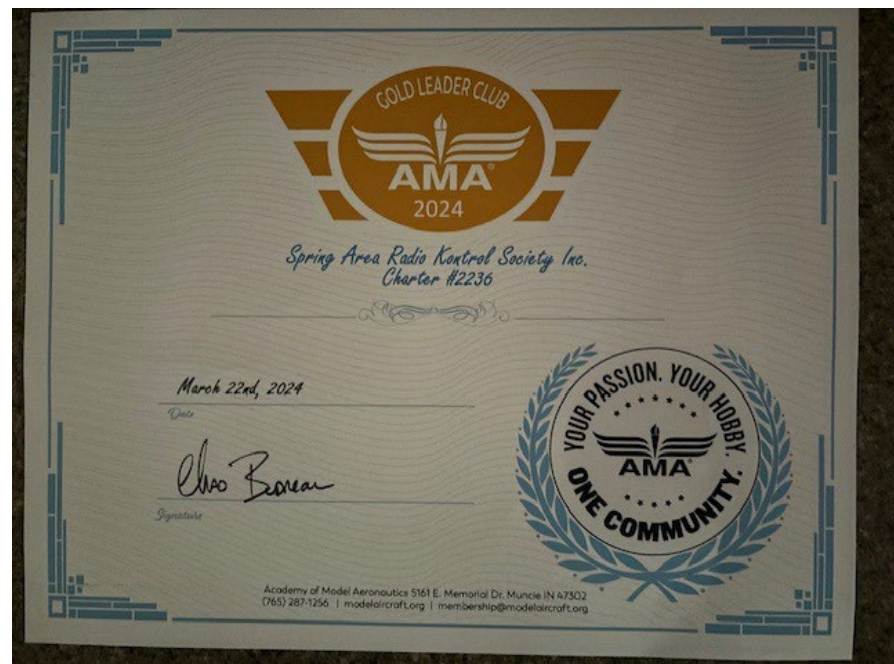 GOLD LEADER CLUB
AMA®
2024
Spring Area Radio Kontrol Society Inc.
Charter #2236
March 22nd, 2024
Date
Signature
YOUR PASSION. YOUR HOBBY.
AMA
ONE COMMUNITY.
Academy of Model Aeronautics 5161 E. Memorial Dr. Muncie IN 47302
(765) 287-1256 | modelaircraft.org | membership@modelaircraft.org